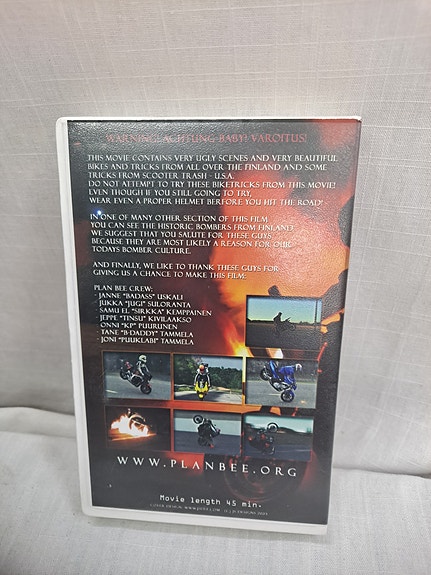 WARNING! ACHTUNG BABY! VAROITUS!
THIS MOVIE CONTAINS VERY UGLY SCENES AND VERY BEAUTIFUL
BIKES AND TRICKS FROM ALL OVER THE FINLAND AND SOME
TRICKS FROM SCOOTER TRASH - U.S.A.
DO NOT ATTEMPT TO TRY THESE BIKETRICKS FROM THIS MOVIE!
EVEN THOUGH IF YOU STILL GOING TO TRY,
WEAR EVEN A PROPER HELMET BERFORE YOU HIT THE ROAD!
IN ONE OF MANY OTHER SECTION OF THIS FILM
YOU CAN SEE THE HISTORIC BOMBERS FROM FINLAND
WE SUGGEST THAT YOU SALUTE FOR THESE GUYS,
BECAUSE THEY ARE MOST LIKELY A REASON FOR OUR
TODAYS BOMBER CULTURE.
AND FINALLY, WE LIKE TO THANK THESE GUYS FOR
GIVING US A CHANCE TO MAKE THIS FILM:
PLAN BEE CREW:
- JANNE "BADASS" USKALI
- JUKKA "JUGI" SULORANTA
- SAMU EL "SIRKKA" KEMPPAINEN
- JEPPE "TINSU" KIVILAAKSO
- ONNI "KP" PUURUNEN
- TANE "B-DADDY" TAMMELA
- JONI "PUUKLABI" TAMMELA
WWW.PLANBEE.ORG
Movie length 45 min.
COVER DESIGN